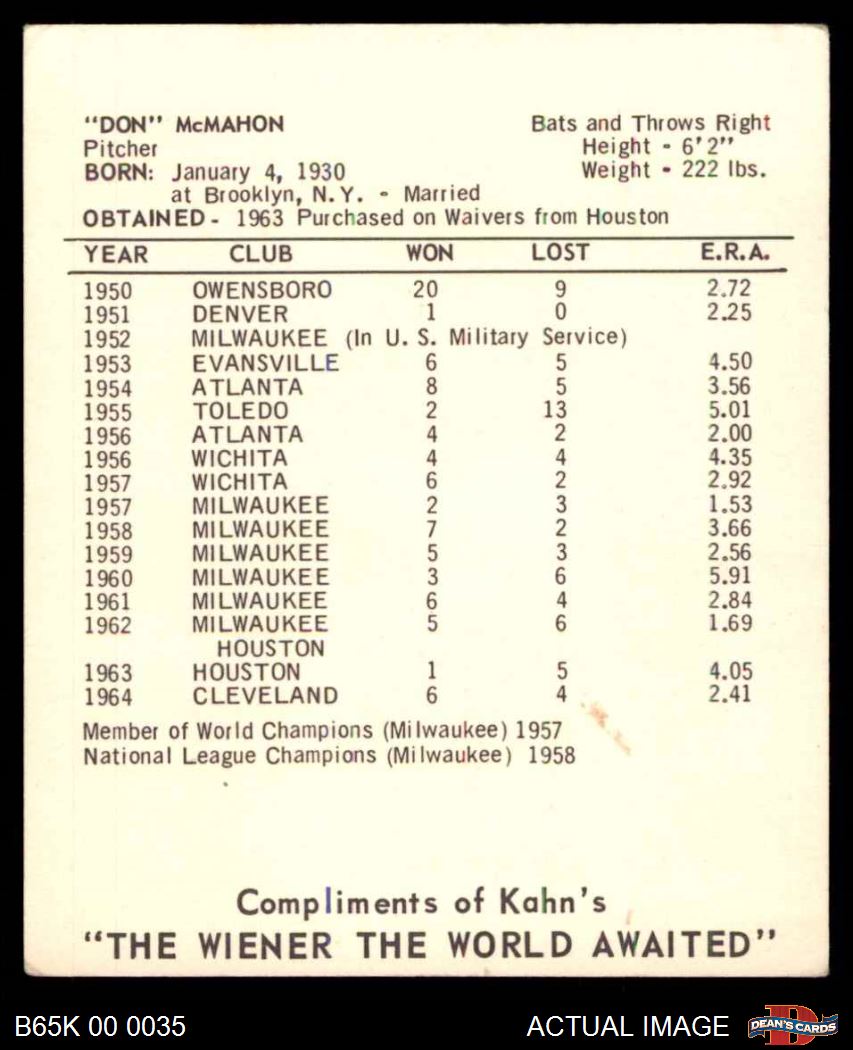 "DON" McMAHON Bats and Throws Right
Pitcher Height - 6'2"
BORN: January 4, 1930 Weight - 222 lbs.
at Brooklyn, N.Y. - Married
OBTAINED - 1963 Purchased on Waivers from Houston
YEAR CLUB WON LOST E.R.A.
1950 OWENSBORO 20 9 2.72
1951 DENVER 1 0 2.25
1952 MILWAUKEE (In U. S. Military Service)
1953 EVANSVILLE 6 5 4.50
1954 ATLANTA 8 5 3.56
1955 TOLEDO 2 13 5.01
1956 ATLANTA 4 2 2.00
1956 WICHITA 4 4 4.35
1957 WICHITA 6 2 2.92
1957 MILWAUKEE 2 3 1.53
1958 MILWAUKEE 7 2 3.66
1959 MILWAUKEE 5 3 2.56
1960 MILWAUKEE 3 6 5.91
1961 MILWAUKEE 6 4 2.84
1962 MILWAUKEE 5 6 1.69
HOUSTON
1963 HOUSTON 1 5 4.05
1964 CLEVELAND 6 4 2.41
Member of World Champions (Milwaukee) 1957
National League Champions (Milwaukee) 1958
Compliments of Kahn's
"THE WIENER THE WORLD AWAITED"
B65K 00 0035 ACTUAL IMAGE D DEAN'S CARDS